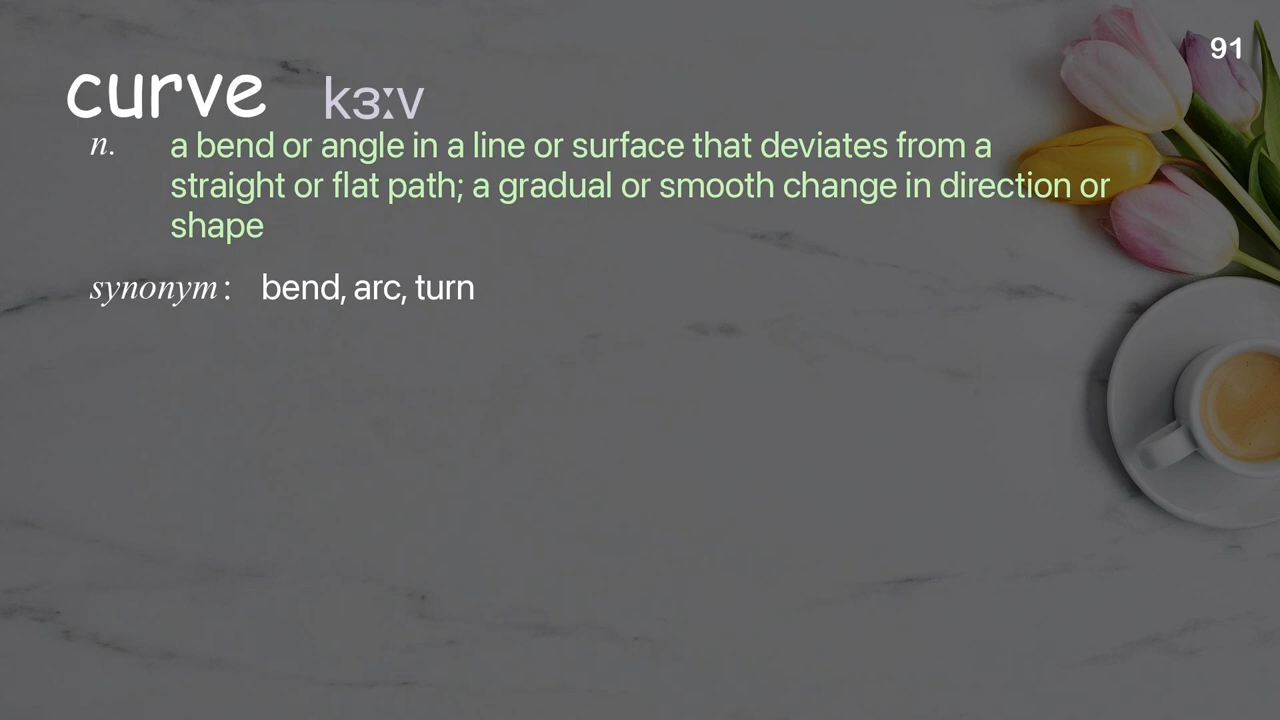 91
curve kɜːv
n. a bend or angle in a line or surface that deviates from a
straight or flat path; a gradual or smooth change in direction or
shape
synonym: bend, arc, turn